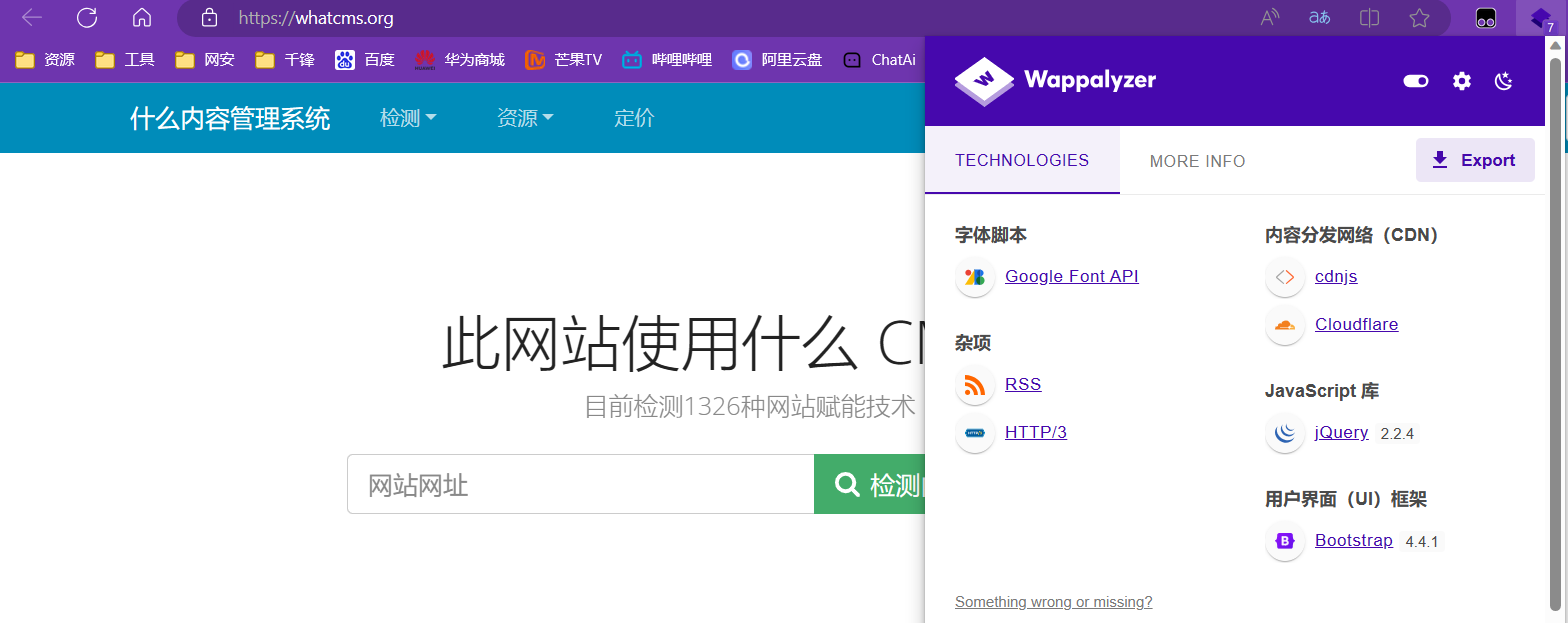 https://whatcms.org
7
资源 工具 网安 千锋 百度 华为商城 芒果TV 哔哩哔哩 阿里云盘 ChatAi
什么内容管理系统 检测 资源 定价
此网站使用什么 CM
目前检测1326种网站赋能技术
网站网址 检测
Wappalyzer
TECHNOLOGIES MORE INFO Export
字体脚本
Google Font API
杂项
RSS
HTTP/3
内容分发网络（CDN）
cdnjs
Cloudflare
JavaScript 库
jQuery 2.2.4
用户界面（UI）框架
Bootstrap 4.4.1
Something wrong or missing?